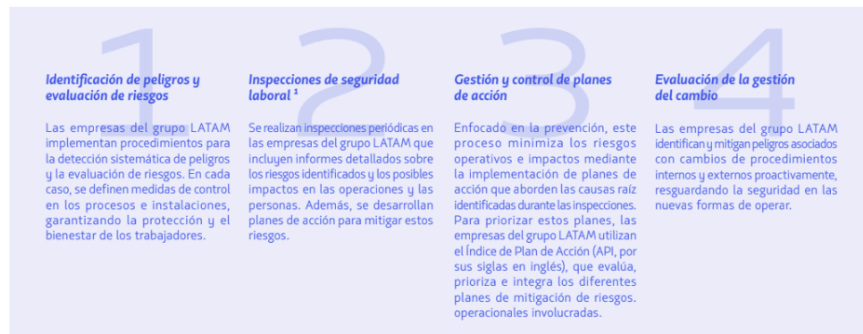 1
Identificación de peligros y
evaluación de riesgos
Las empresas del grupo LATAM
implementan procedimientos para
la detección sistemática de peligros
y la evaluación de riesgos. En cada
caso, se definen medidas de control
en los procesos e instalaciones,
garantizando la protección y el
bienestar de los trabajadores.
2
Inspecciones de seguridad
laboral ¹
Se realizan inspecciones periódicas en
las empresas del grupo LATAM que
incluyen informes detallados sobre
los riesgos identificados y los posibles
impactos en las operaciones y las
personas. Además, se desarrollan
planes de acción para mitigar estos
riesgos.
3
Gestión y control de planes
de acción
Enfocado en la prevención, este
proceso minimiza los riesgos
operativos e impactos mediante
la implementación de planes de
acción que abordan las causas raíz
identificadas durante las inspecciones.
Para priorizar estos planes, las
empresas del grupo LATAM utilizan
el Índice de Plan de Acción (API, por
sus siglas en inglés), que evalúa,
prioriza e integra los diferentes
planes de mitigación de riesgos.
operacionales involucradas.
4
Evaluación de la gestión
del cambio
Las empresas del grupo LATAM
identifican y mitigan peligros asociados
con cambios de procedimientos
internos y externos proactivamente,
resguardando la seguridad en las
nuevas formas de operar.